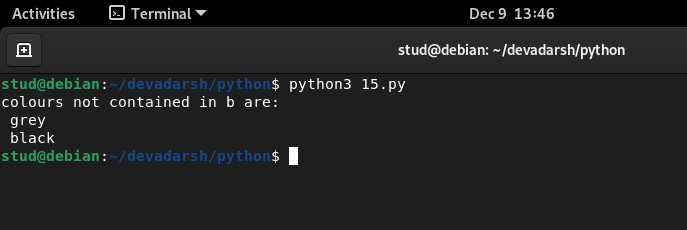 Activities Terminal Dec 9 13:46
stud@debian: ~/devadarsh/python
stud@debian:~/devadarsh/python$ python3 15.py
colours not contained in b are:
 grey
 black
stud@debian:~/devadarsh/python$